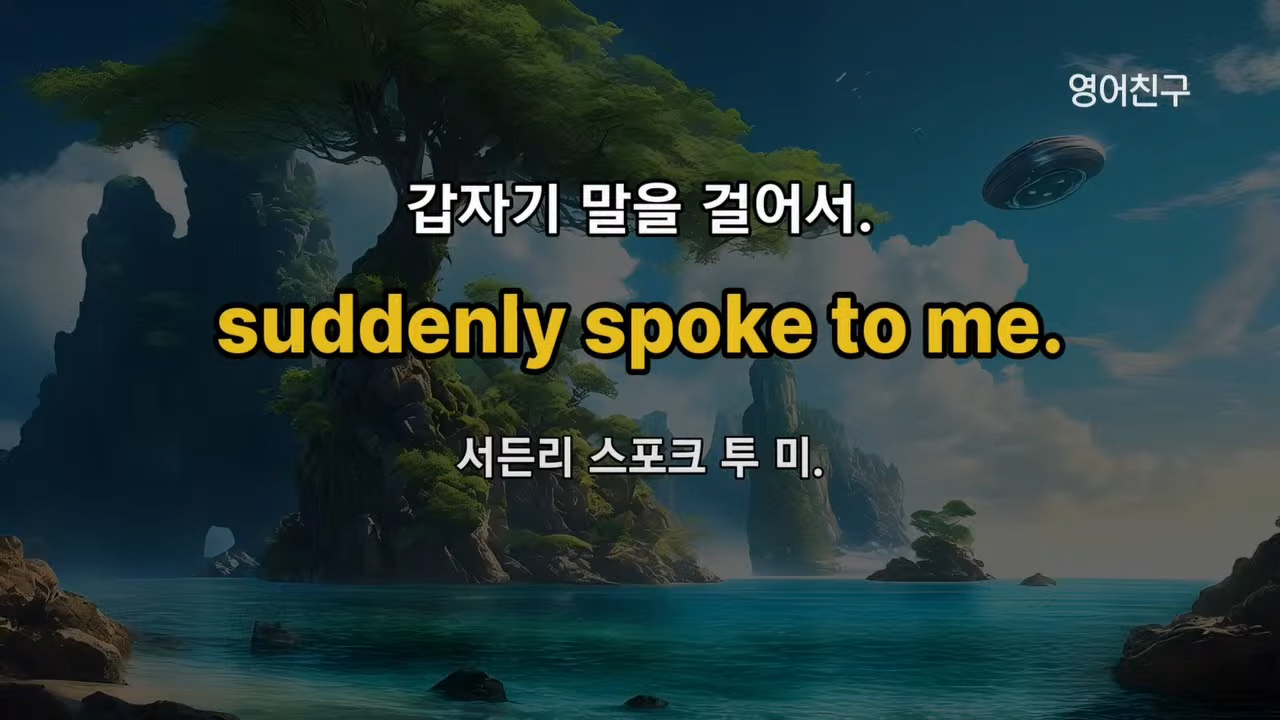 영어친구
갑자기 말을 걸어서.
suddenly spoke to me.
서든리 스포크 투 미.